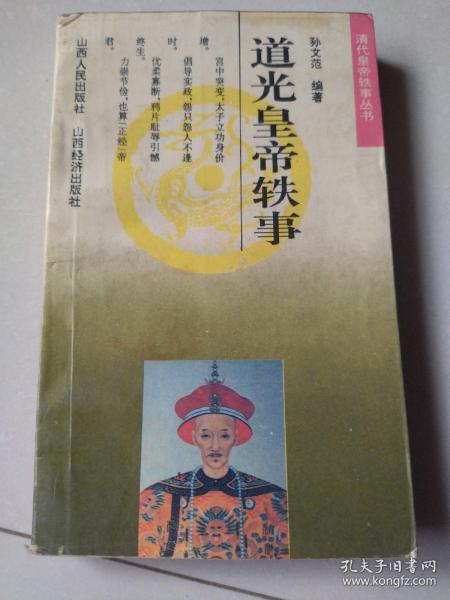 清代皇帝轶事丛书
孙文范 编著
道光皇帝轶事
宫中突变，太子立功身价
增。
倡导实政，怨只怨人不逢
时。
优柔寡断，鸦片耻辱引憾
终生。
力崇节俭，也算“正经”帝
君。
山西人民出版社 山西经济出版社
孔夫子旧书网
www.kongfz.com